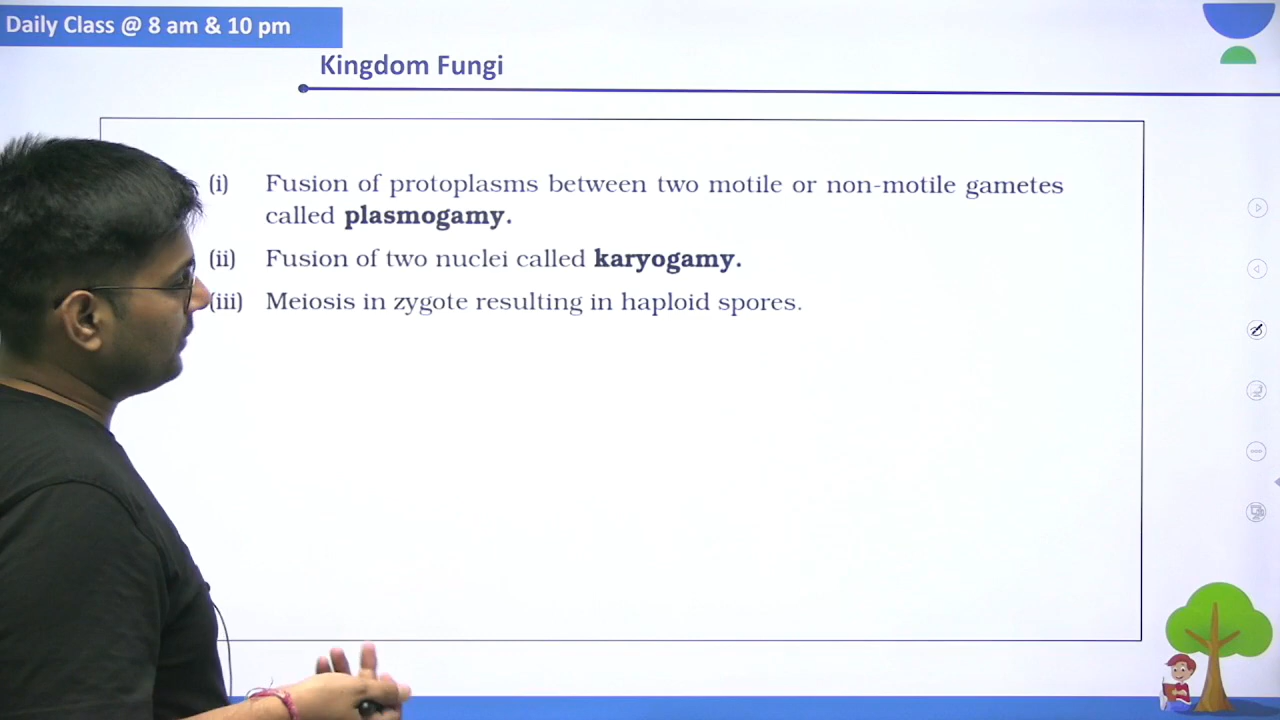 Daily Class @ 8 am & 10 pm
Kingdom Fungi
(i) Fusion of protoplasms between two motile or non-motile gametes
called plasmogamy.
(ii) Fusion of two nuclei called karyogamy.
(iii) Meiosis in zygote resulting in haploid spores.